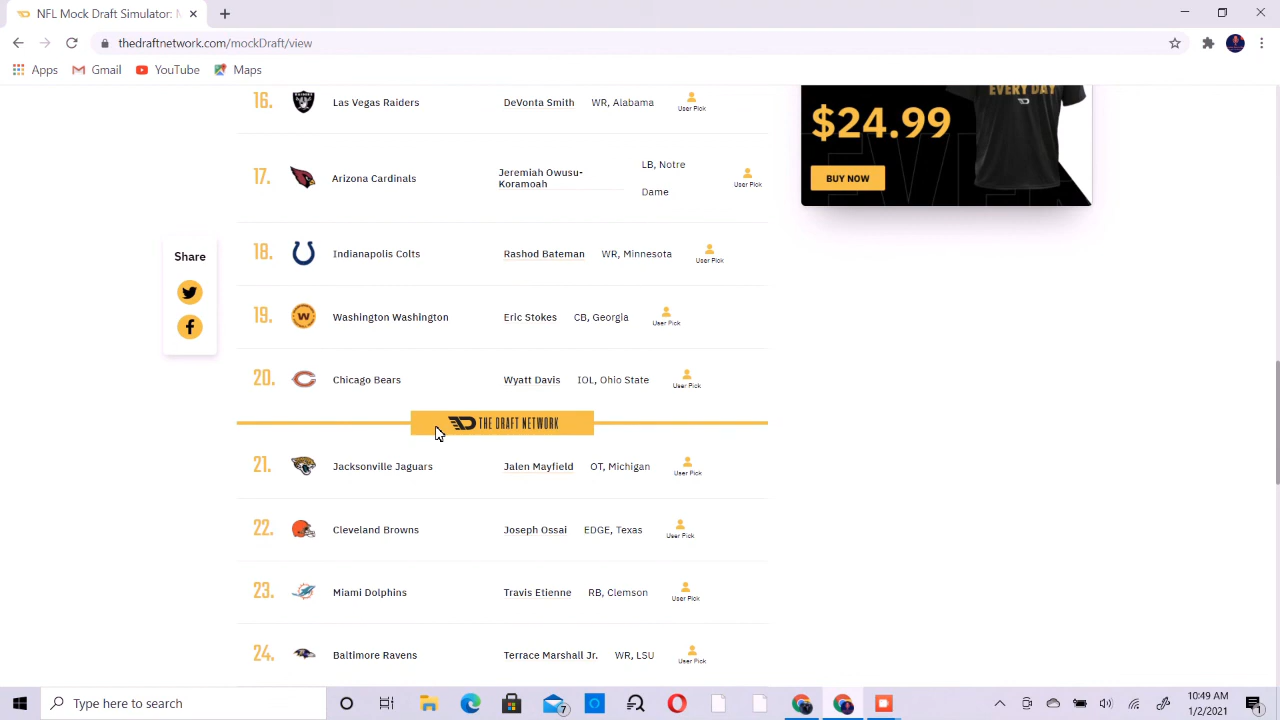 NFL Mock Draft Simulator: N
thedraftnetwork.com/mockDraft/view
Apps Gmail YouTube Maps
16. Las Vegas Raiders DeVonta Smith WR, Alabama User Pick
17. Arizona Cardinals Jeremiah Owusu-
Koramoah LB, Notre
Dame User Pick
18. Indianapolis Colts Rashod Bateman WR, Minnesota User Pick
19. W Washington Washington Eric Stokes CB, Georgia User Pick
20. Chicago Bears Wyatt Davis IOL, Ohio State User Pick
THE DRAFT NETWORK
21. Jacksonville Jaguars Jalen Mayfield OT, Michigan User Pick
22. Cleveland Browns Joseph Ossai EDGE, Texas User Pick
23. Miami Dolphins Travis Etienne RB, Clemson User Pick
24. Baltimore Ravens Terrace Marshall Jr. WR, LSU User Pick
Share
EVERY DAY
$24.99
BUY NOW
Type here to search
7
10:49 AM
1/2/2021
1